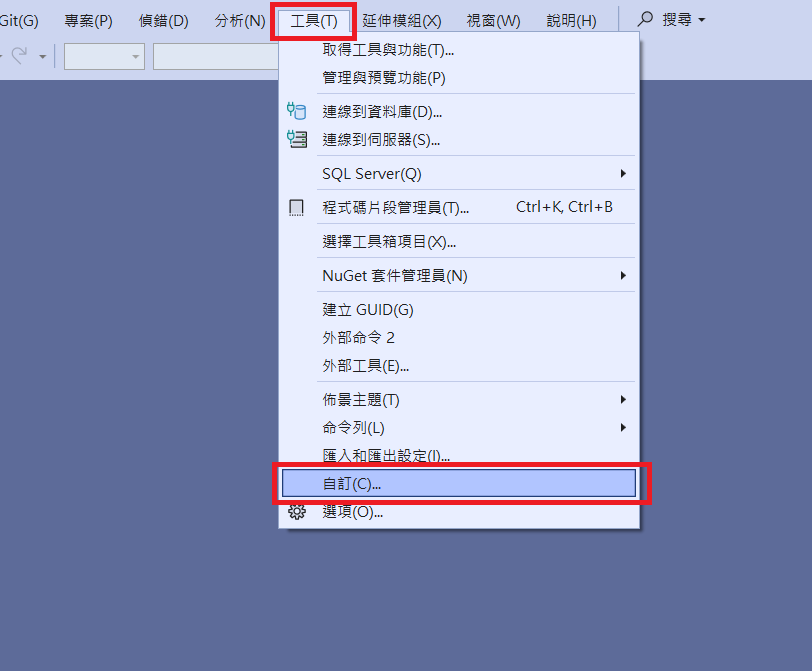 Git(G) 專案(P) 偵錯(D) 分析(N) 工具(T) 延伸模組(X) 視窗(W) 說明(H) 搜尋
取得工具與功能(T)...
管理與預覽功能(P)
連線到資料庫(D)...
連線到伺服器(S)...
SQL Server(Q)
程式碼片段管理員(T)... Ctrl+K, Ctrl+B
選擇工具箱項目(X)...
NuGet 套件管理員(N)
建立 GUID(G)
外部命令 2
外部工具(E)...
佈景主題(T)
命令列(L)
匯入和匯出設定(I)...
自訂(C)...
選項(O)...